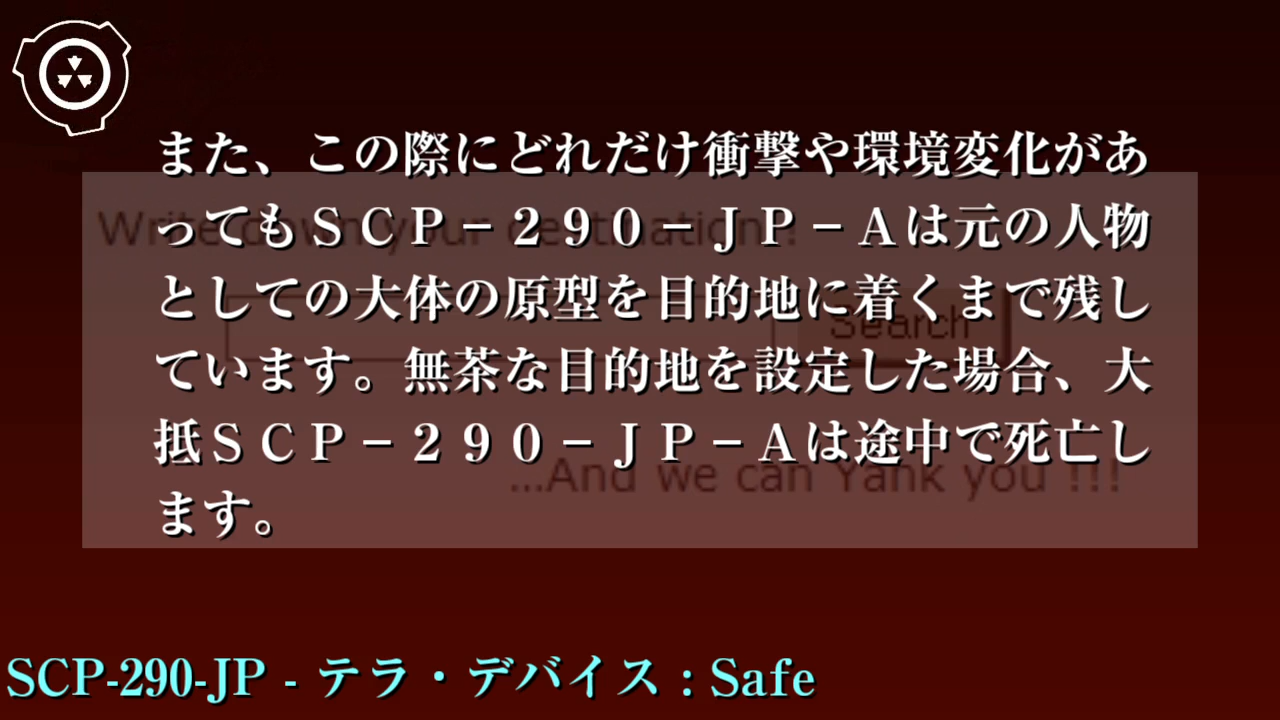 また、この際にどれだけ衝撃や環境変化があ
Write down your destination !
ってもＳＣＰ－２９０－ＪＰ－Ａは元の人物
としての大体の原型を目的地に着くまで残し
Search
ています。無茶な目的地を設定した場合、大
抵ＳＣＰ－２９０－ＪＰ－Ａは途中で死亡し
...And we can Yank you !!!
ます。
SCP-290-JP - テラ・デバイス : Safe